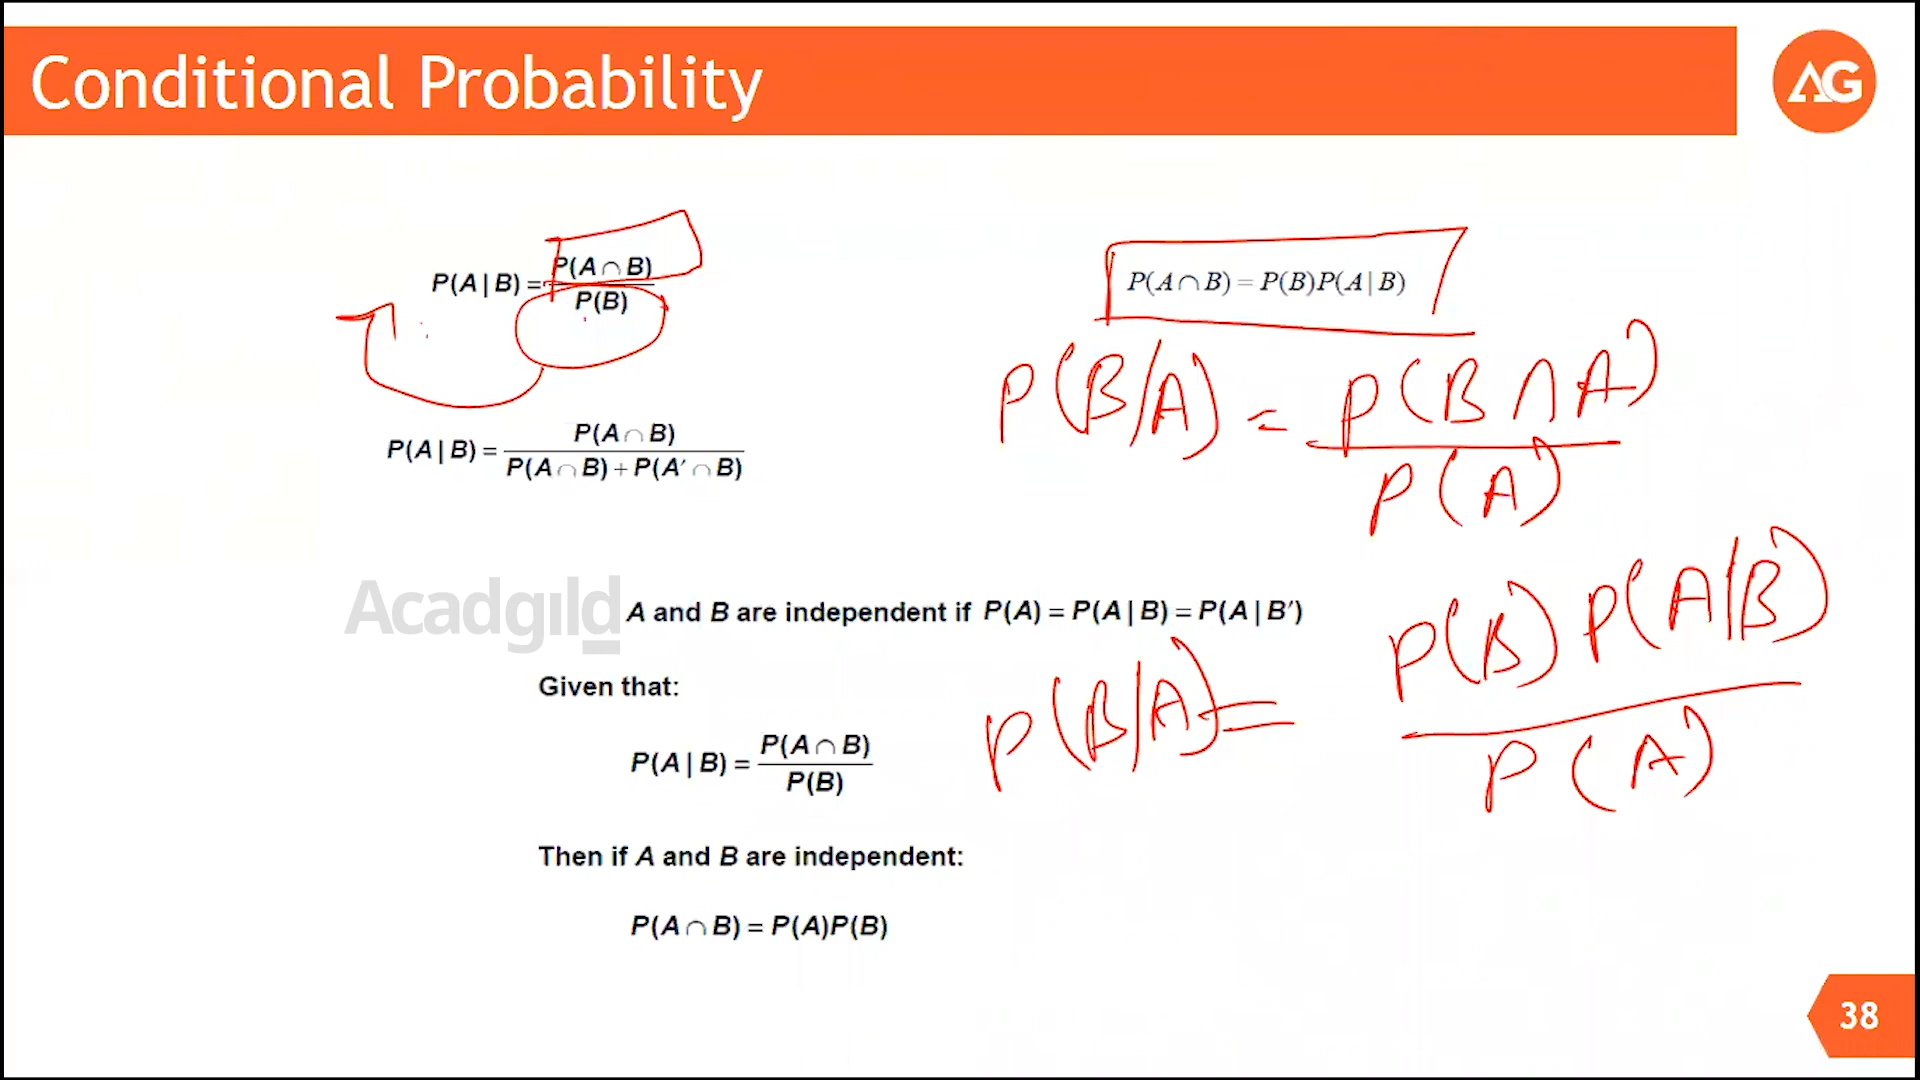 Conditional Probability
AG
P(A | B) = P(A ∩ B) / P(B)
P(A ∩ B) = P(B)P(A | B)
P(B/A) = P(B ∩ A) / P(A)
P(A | B) = P(A ∩ B) / P(A ∩ B) + P(A′ ∩ B)
Acadgild
A and B are independent if P(A) = P(A | B) = P(A | B′)
P(B|A) = P(B) P(A|B) / P(A)
Given that:
P(A | B) = P(A ∩ B) / P(B)
Then if A and B are independent:
P(A ∩ B) = P(A)P(B)
38